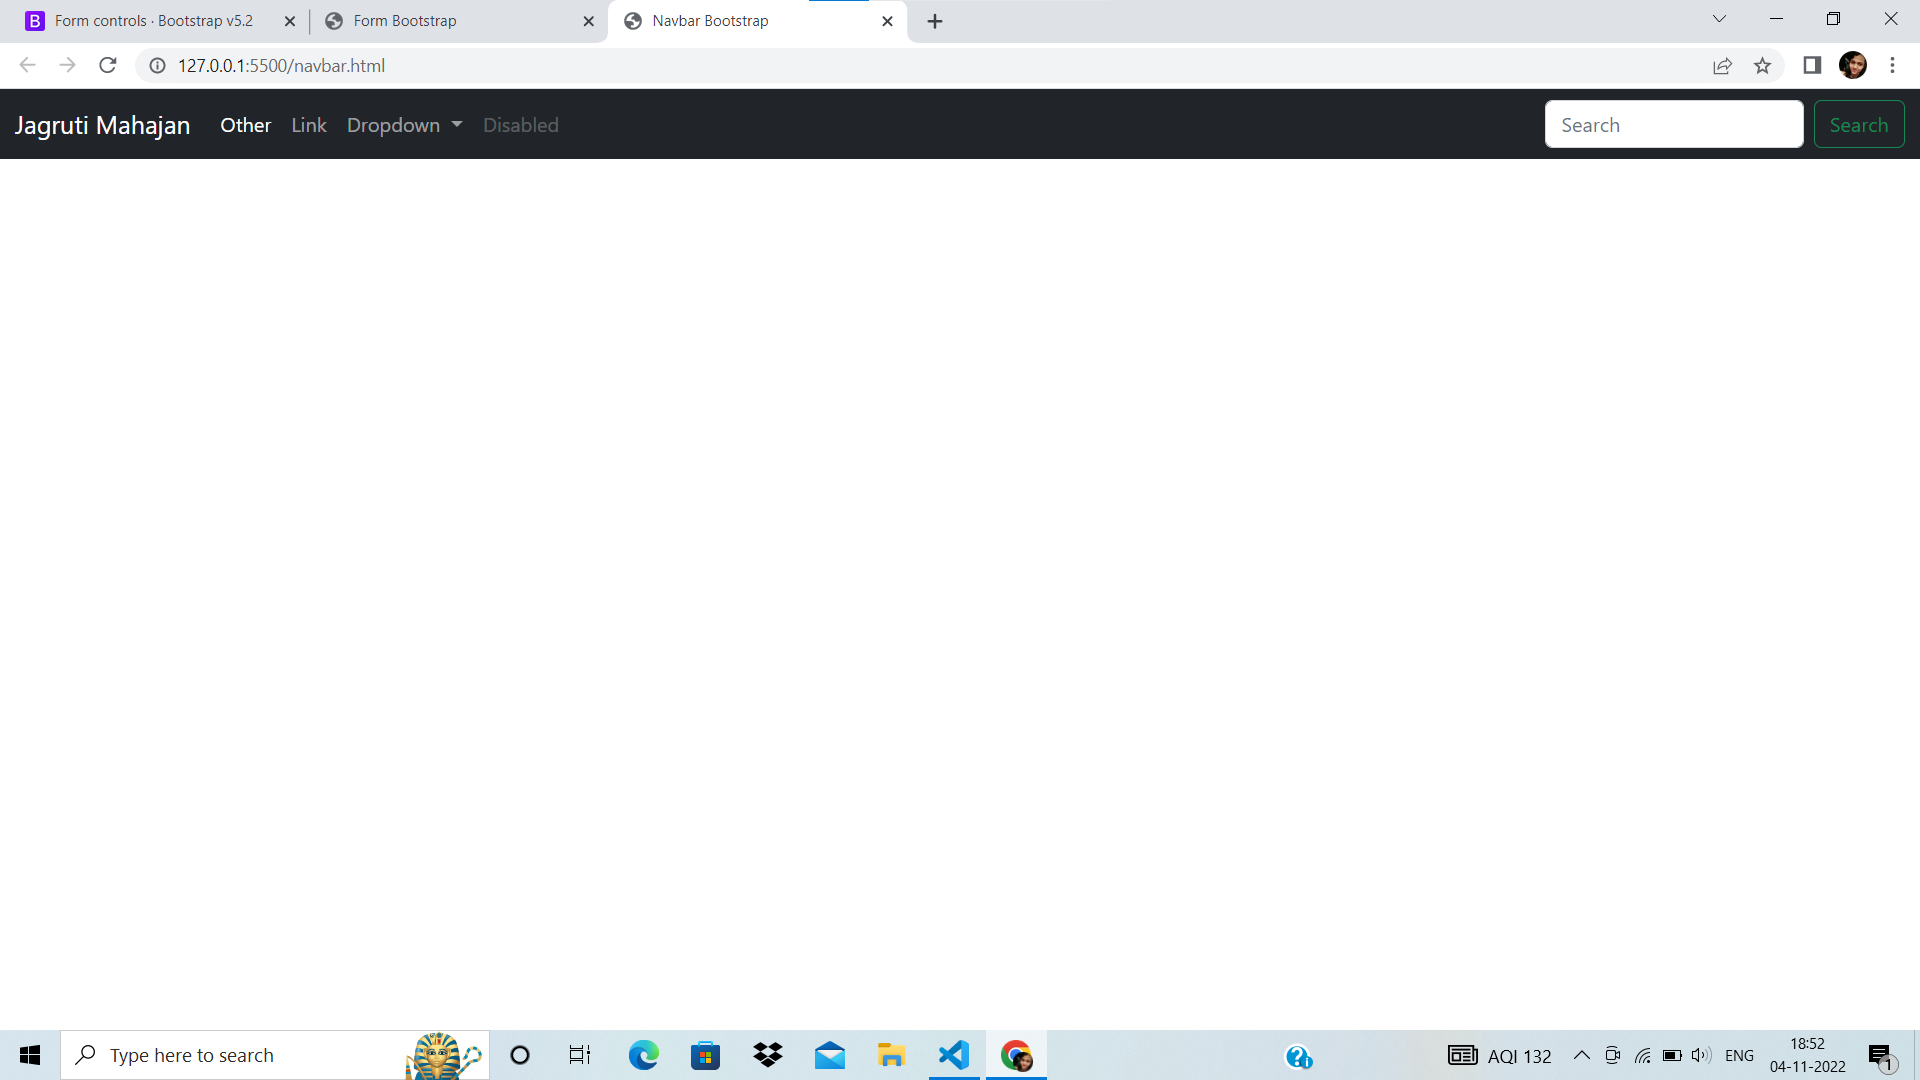 B Form controls · Bootstrap v5.2
Form Bootstrap
Navbar Bootstrap
127.0.0.1:5500/navbar.html
Jagruti Mahajan Other Link Dropdown Disabled Search Search
Type here to search
AQI 132
ENG
18:52
04-11-2022
1